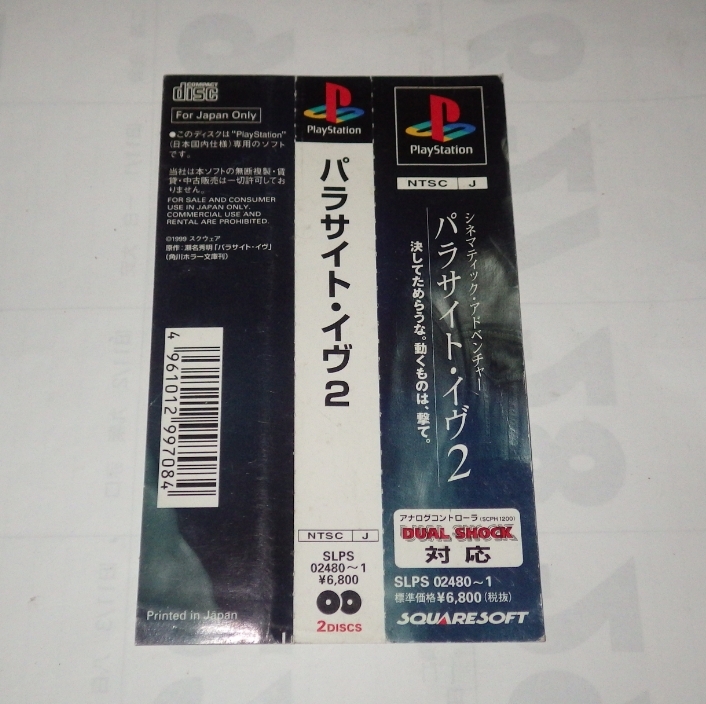 COMPACT
disc
For Japan Only
●このディスクは"PlayStation"
(日本国内仕様)専用のソフト
です。
当社は本ソフトの無断複製・賃
貸・中古販売は一切許可してお
りません。
FOR SALE AND CONSUMER
USE IN JAPAN ONLY.
COMMERCIAL USE AND
RENTAL ARE PROHIBITED.
©1999 スクウェア
原作:瀬名秀明「パラサイト・イヴ」
(角川ホラー文庫刊)
4 961012 997084
Printed in Japan
PlayStation
パラサイト・イヴ2
NTSC J
SLPS
02480〜1
¥6,800
2DISCS
PlayStation
NTSC J
シネマティック・アドベンチャー
パラサイト・イヴ2
決してためらうな。動くものは、撃て。
アナログコントローラ(SCPH1200)
DUAL SHOCK
対応
SLPS 02480〜1
標準価格¥6,800(税抜)
SQUARESOFT